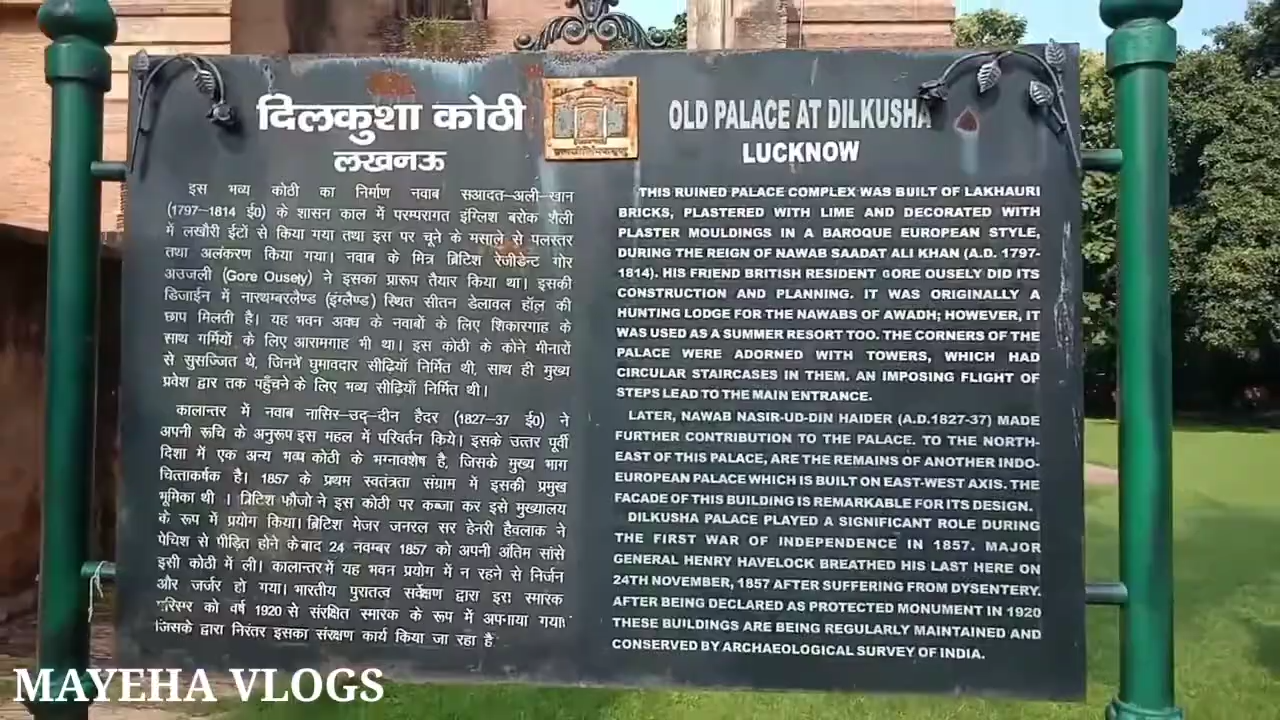 दिलकुशा कोठी
लखनऊ
इस भव्य कोठी का निर्माण नवाब सआदत–अली–खान
(1797–1814 ई0) के शासन काल में परम्परागत इंग्लिश बरोक शैली
में लखौरी ईटों से किया गया तथा इस पर चूने के मसाले से पलस्तर
तथा अलंकरण किया गया। नवाब के मित्र ब्रिटिश रेजीडेन्ट गोर
अउजली (Gore Ousely) ने इसका प्रारूप तैयार किया था। इसकी
डिजाईन में नारथम्बरलैण्ड (इंग्लैण्ड) स्थित सीतन डेलावल हॉल की
छाप मिलती है। यह भवन अवध के नवाबों के लिए शिकारगाह के
साथ गर्मियों के लिए आरामगाह भी था। इस कोठी के कोने मीनारों
से सुसज्जित थे, जिनमें घुमावदार सीढ़ियाँ निर्मित थी, साथ ही मुख्य
प्रवेश द्वार तक पहुँचने के लिए भव्य सीढ़ियाँ निर्मित थी।
कालान्तर में नवाब नासिर–उद्–दीन हैदर (1827–37 ई0) ने
अपनी रूचि के अनुरूप इस महल में परिवर्तन किये। इसके उत्तर पूर्वी
दिशा में एक अन्य भव्य कोठी के भग्नावशेष है, जिसके मुख्य भाग
चित्ताकर्षक है। 1857 के प्रथम स्वतंत्रता संग्राम में इसकी प्रमुख
भूमिका थी । ब्रिटिश फौजो ने इस कोठी पर कब्जा कर इसे मुख्यालय
के रूप में प्रयोग किया। ब्रिटिश मेजर जनरल सर हेनरी हैवलाक ने
पेचिश से पीड़ित होने के बाद 24 नवम्बर 1857 को अपनी अंतिम सांसे
इसी कोठी में ली। कालान्तर में यह भवन प्रयोग में न रहने से निर्जन
और जर्जर हो गया। भारतीय पुरातत्व सर्वेक्षण द्वारा इस स्मारक
परिसर को वर्ष 1920 से संरक्षित स्मारक के रूप में अपनाया गया।
जिसके द्वारा निरंतर इसका संरक्षण कार्य किया जा रहा है
OLD PALACE AT DILKUSHA
LUCKNOW
THIS RUINED PALACE COMPLEX WAS BUILT OF LAKHAURI
BRICKS, PLASTERED WITH LIME AND DECORATED WITH
PLASTER MOULDINGS IN A BAROQUE EUROPEAN STYLE,
DURING THE REIGN OF NAWAB SAADAT ALI KHAN (A.D. 1797-
1814). HIS FRIEND BRITISH RESIDENT GORE OUSELY DID ITS
CONSTRUCTION AND PLANNING. IT WAS ORIGINALLY A
HUNTING LODGE FOR THE NAWABS OF AWADH; HOWEVER, IT
WAS USED AS A SUMMER RESORT TOO. THE CORNERS OF THE
PALACE WERE ADORNED WITH TOWERS, WHICH HAD
CIRCULAR STAIRCASES IN THEM. AN IMPOSING FLIGHT OF
STEPS LEAD TO THE MAIN ENTRANCE.
LATER, NAWAB NASIR-UD-DIN HAIDER (A.D.1827-37) MADE
FURTHER CONTRIBUTION TO THE PALACE. TO THE NORTH-
EAST OF THIS PALACE, ARE THE REMAINS OF ANOTHER INDO-
EUROPEAN PALACE WHICH IS BUILT ON EAST-WEST AXIS. THE
FACADE OF THIS BUILDING IS REMARKABLE FOR ITS DESIGN.
DILKUSHA PALACE PLAYED A SIGNIFICANT ROLE DURING
THE FIRST WAR OF INDEPENDENCE IN 1857. MAJOR
GENERAL HENRY HAVELOCK BREATHED HIS LAST HERE ON
24TH NOVEMBER, 1857 AFTER SUFFERING FROM DYSENTERY.
AFTER BEING DECLARED AS PROTECTED MONUMENT IN 1920
THESE BUILDINGS ARE BEING REGULARLY MAINTAINED AND
CONSERVED BY ARCHAEOLOGICAL SURVEY OF INDIA.
MAYEHA VLOGS